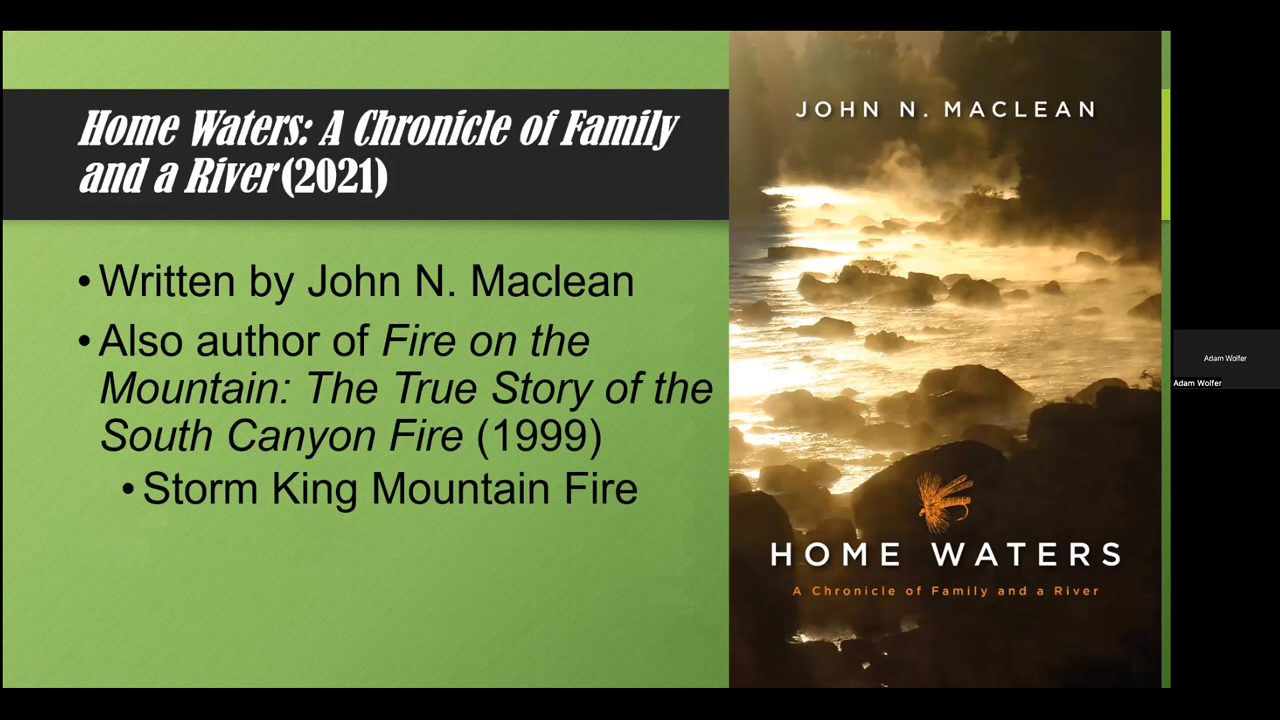 Home Waters: A Chronicle of Family
and a River (2021)
• Written by John N. Maclean
• Also author of Fire on the
Mountain: The True Story of the
South Canyon Fire (1999)
• Storm King Mountain Fire
JOHN N. MACLEAN
HOME WATERS
A Chronicle of Family and a River
Adam Wolfer
Adam Wolfer